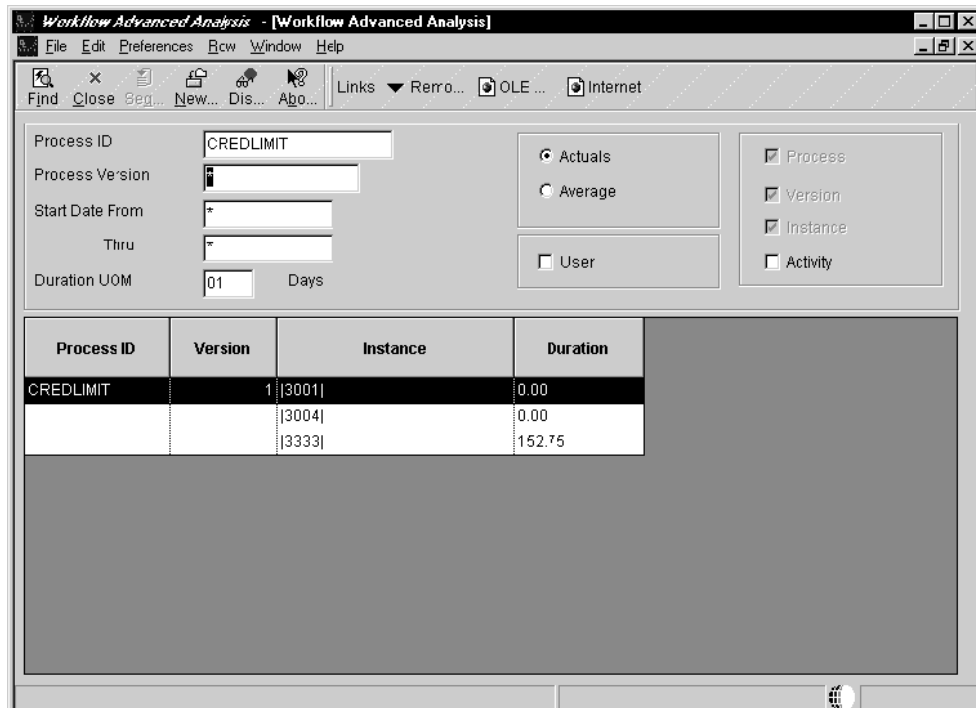 Workflow Advanced Analysis - [Workflow Advanced Analysis]
File Edit Preferences Row Window Help
Find Close Seq... New... Dis... Abo... Links Remo... OLE ... Internet
Process ID CREDLIMIT
Process Version *
Start Date From *
Thru *
Duration UOM 01 Days
Actuals
Average
User
Process
Version
Instance
Activity
Process ID Version Instance Duration
CREDLIMIT 1 |3001| 0.00
|3004| 0.00
|3333| 152.75